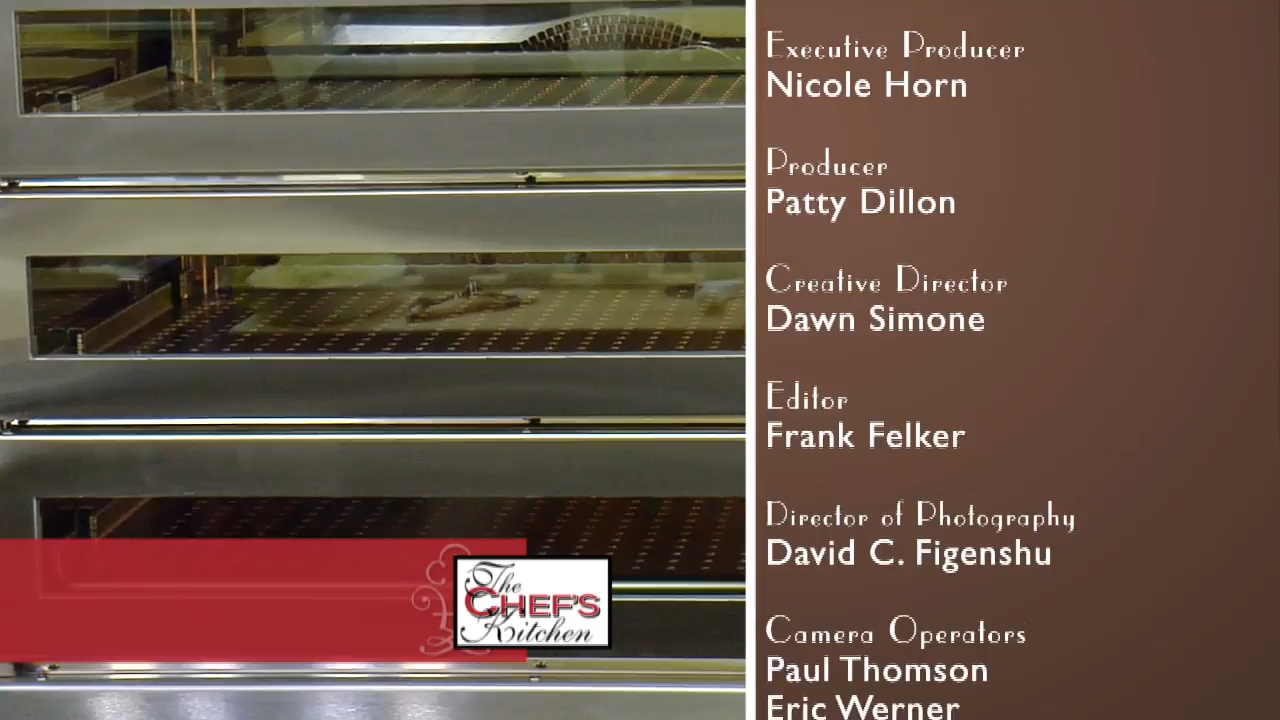 Executive Producer
Nicole Horn
Producer
Patty Dillon
Creative Director
Dawn Simone
Editor
Frank Felker
Director of Photography
David C. Figenshu
Camera Operators
Paul Thomson
Eric Werner
The
CHEF'S
Kitchen